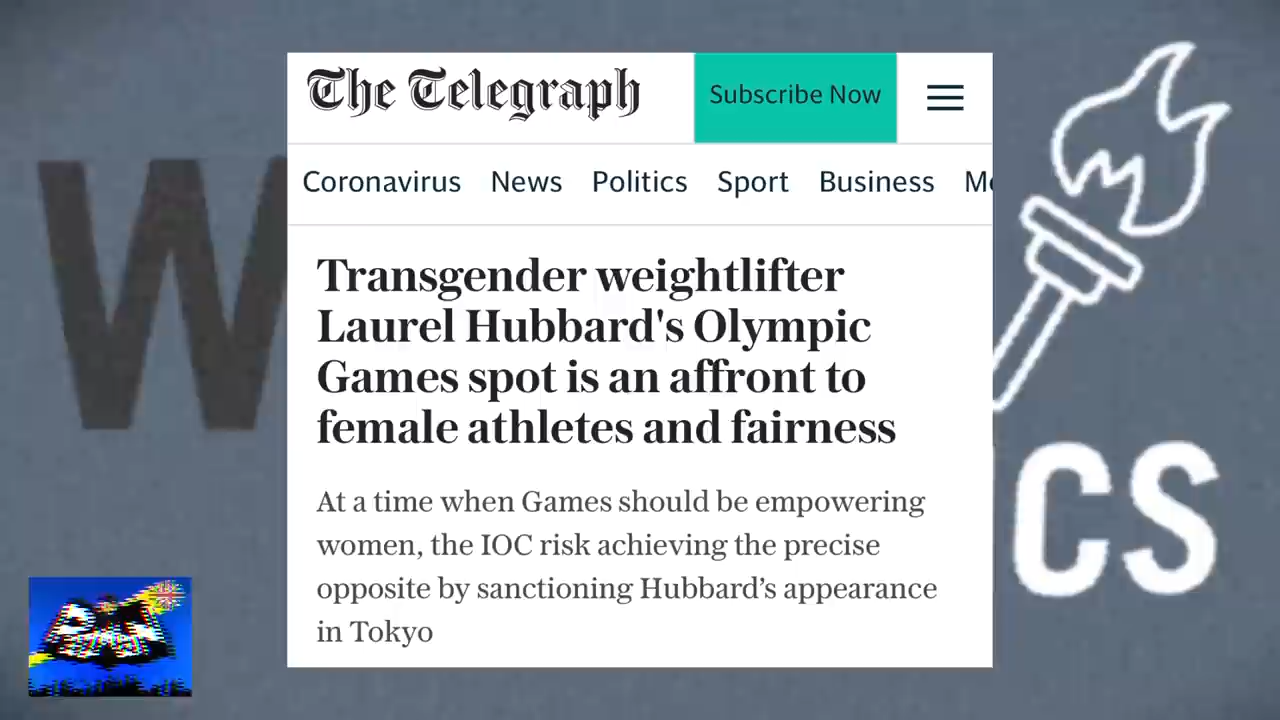 The Telegraph
Subscribe Now
Coronavirus News Politics Sport Business
Transgender weightlifter
Laurel Hubbard's Olympic
Games spot is an affront to
female athletes and fairness
At a time when Games should be empowering
women, the IOC risk achieving the precise
opposite by sanctioning Hubbard’s appearance
in Tokyo
W
CS